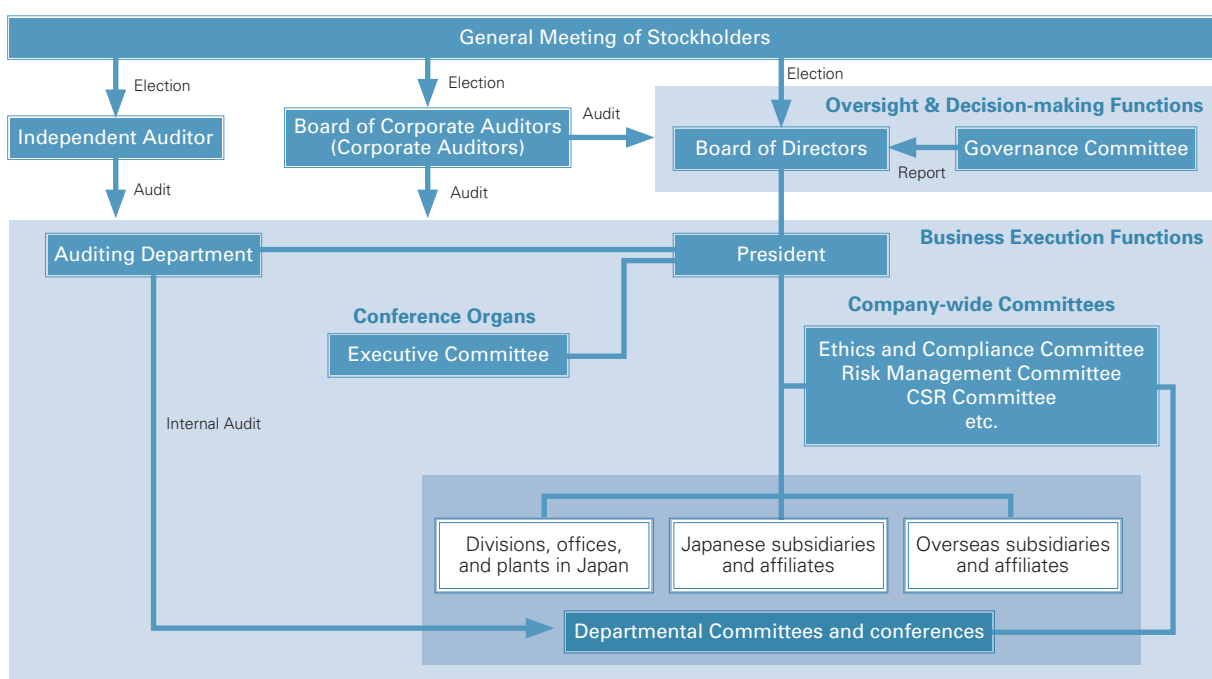 General Meeting of Stockholders
Election
Election
Election
Oversight & Decision-making Functions
Independent Auditor
Board of Corporate Auditors
(Corporate Auditors)
Audit
Board of Directors
Governance Committee
Report
Audit
Audit
Business Execution Functions
Auditing Department
President
Conference Organs
Executive Committee
Company-wide Committees
Ethics and Compliance Committee
Risk Management Committee
CSR Committee
etc.
Internal Audit
Divisions, offices,
and plants in Japan
Japanese subsidiaries
and affiliates
Overseas subsidiaries
and affiliates
Departmental Committees and conferences